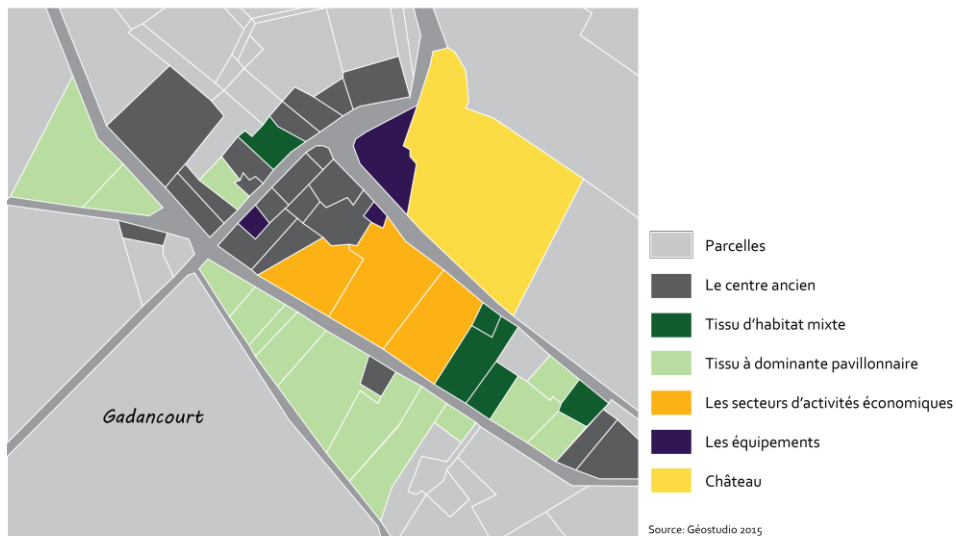 Gadancourt
Parcelles
Le centre ancien
Tissu d'habitat mixte
Tissu à dominante pavillonnaire
Les secteurs d'activités économiques
Les équipements
Château
Source: Géostudio 2015